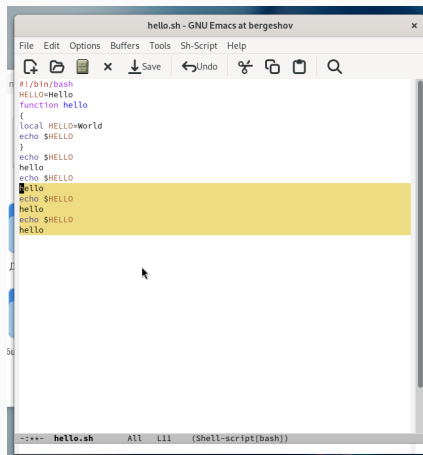 hello.sh - GNU Emacs at bergeshov
File Edit Options Buffers Tools Sh-Script Help
Save Undo
#!/bin/bash
HELLO=Hello
function hello
{
local HELLO=World
echo $HELLO
}
echo $HELLO
hello
echo $HELLO
hello
echo $HELLO
hello
echo $HELLO
hello
-:**- hello.sh All L11 (Shell-script[bash])